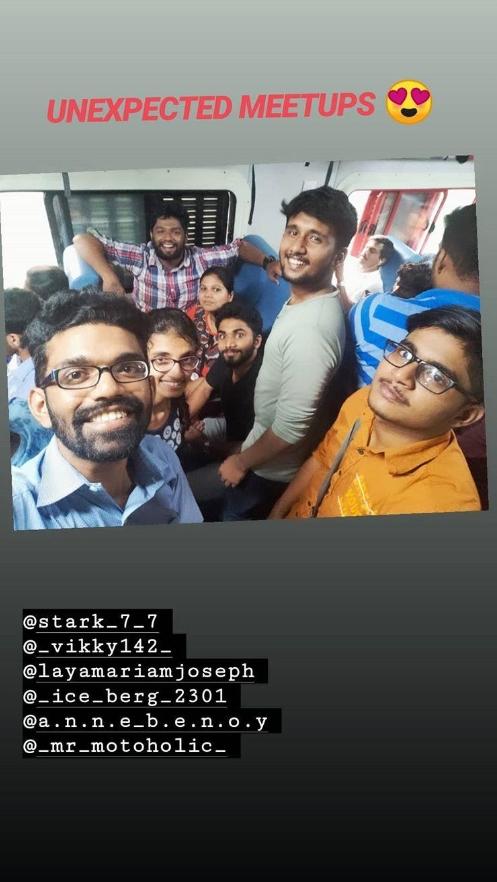 UNEXPECTED MEETUPS 😍
@stark_7_7
@_vikky142_
@layamariamjoseph
@_ice_berg_2301
@a.n.n.e_b.e.n.o.y
@_mr_motoholic_